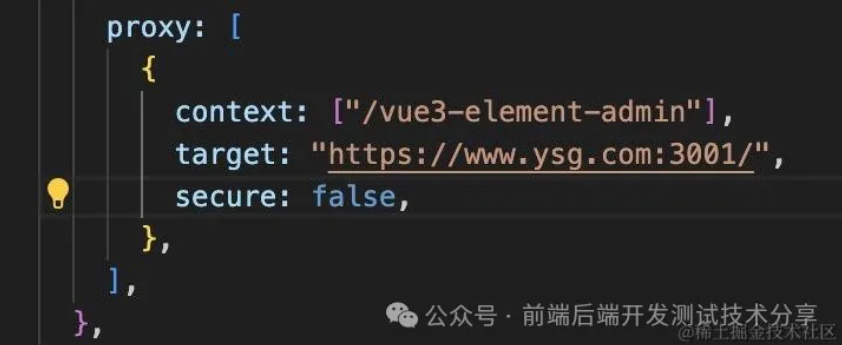 proxy: [
{
context: ["/vue3-element-admin"],
target: "https://www.ysg.com:3001/",
secure: false,
},
],
},
公众号 · 前端后端开发测试技术分享
@稀土掘金技术社区